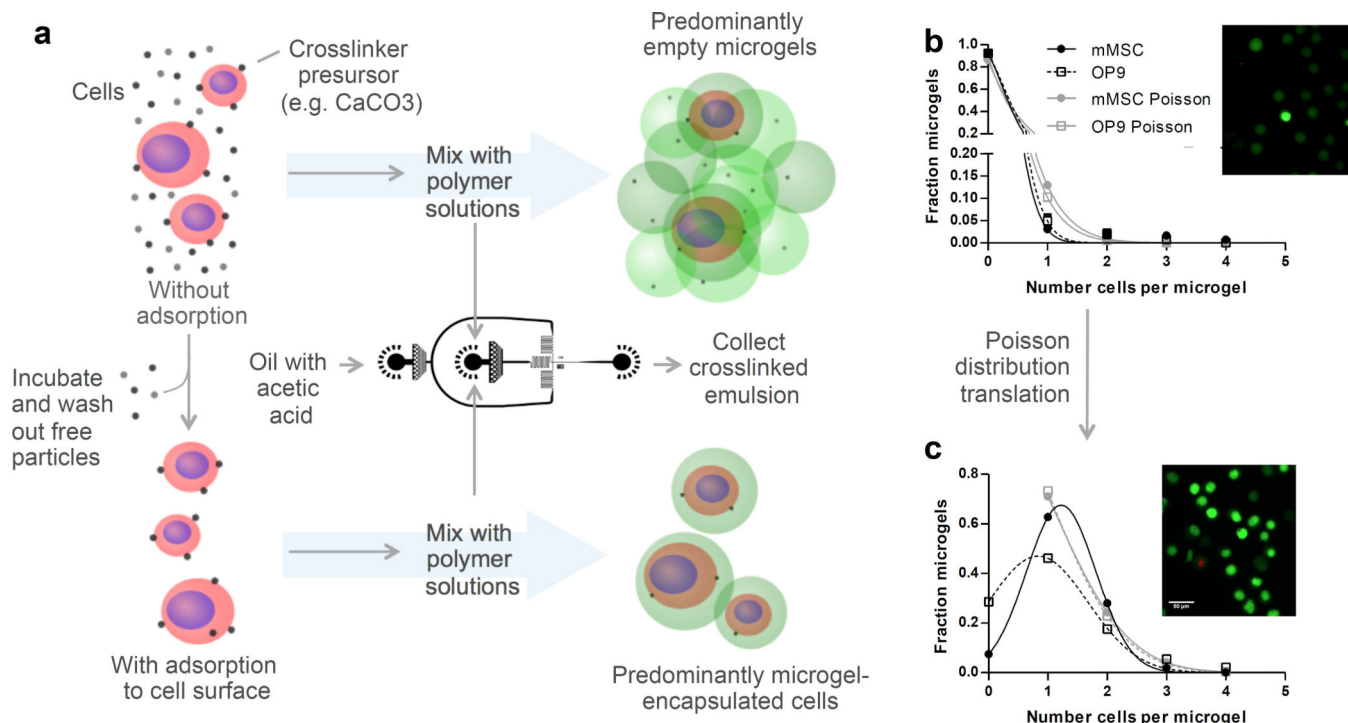 a
Cells
Crosslinker
presursor
(e.g. CaCO3)
Predominantly
empty microgels
Mix with
polymer
solutions
Without
adsorption
Incubate
and wash
out free
particles
Oil with
acetic
acid
Collect
crosslinked
emulsion
Mix with
polymer
solutions
With adsorption
to cell surface
Predominantly microgel-
encapsulated cells
b
Fraction microgels
1.0
0.8
0.6
0.4
0.2
0.20
0.15
0.10
0.05
0.00
mMSC
OP9
mMSC Poisson
OP9 Poisson
0 1 2 3 4 5
Number cells per microgel
Poisson
distribution
translation
c
Fraction microgels
0.8
0.6
0.4
0.2
0.0
50 µm
0 1 2 3 4 5
Number cells per microgel